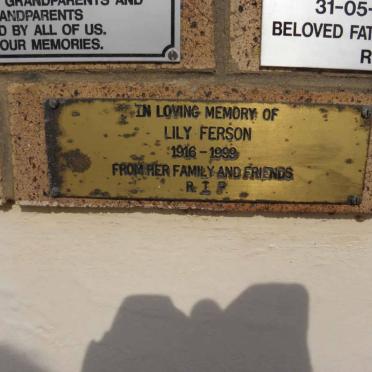 GRANDPARENTS AND
ANDPARENTS
D BY ALL OF US.
OUR MEMORIES.
31-05-
BELOVED FAT
R
IN LOVING MEMORY OF
LILY FERSON
1916 - 1999
FROM HER FAMILY AND FRIENDS
R I P